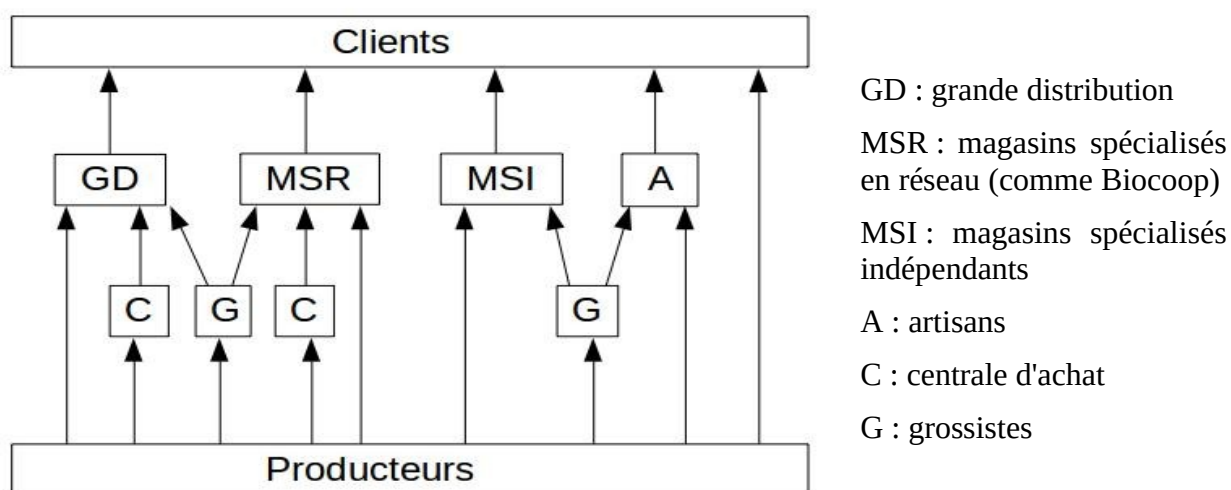 Clients
GD
MSR
MSI
A
C
G
C
G
Producteurs
GD : grande distribution
MSR : magasins spécialisés
en réseau (comme Biocoop)
MSI : magasins spécialisés
indépendants
A : artisans
C : centrale d'achat
G : grossistes